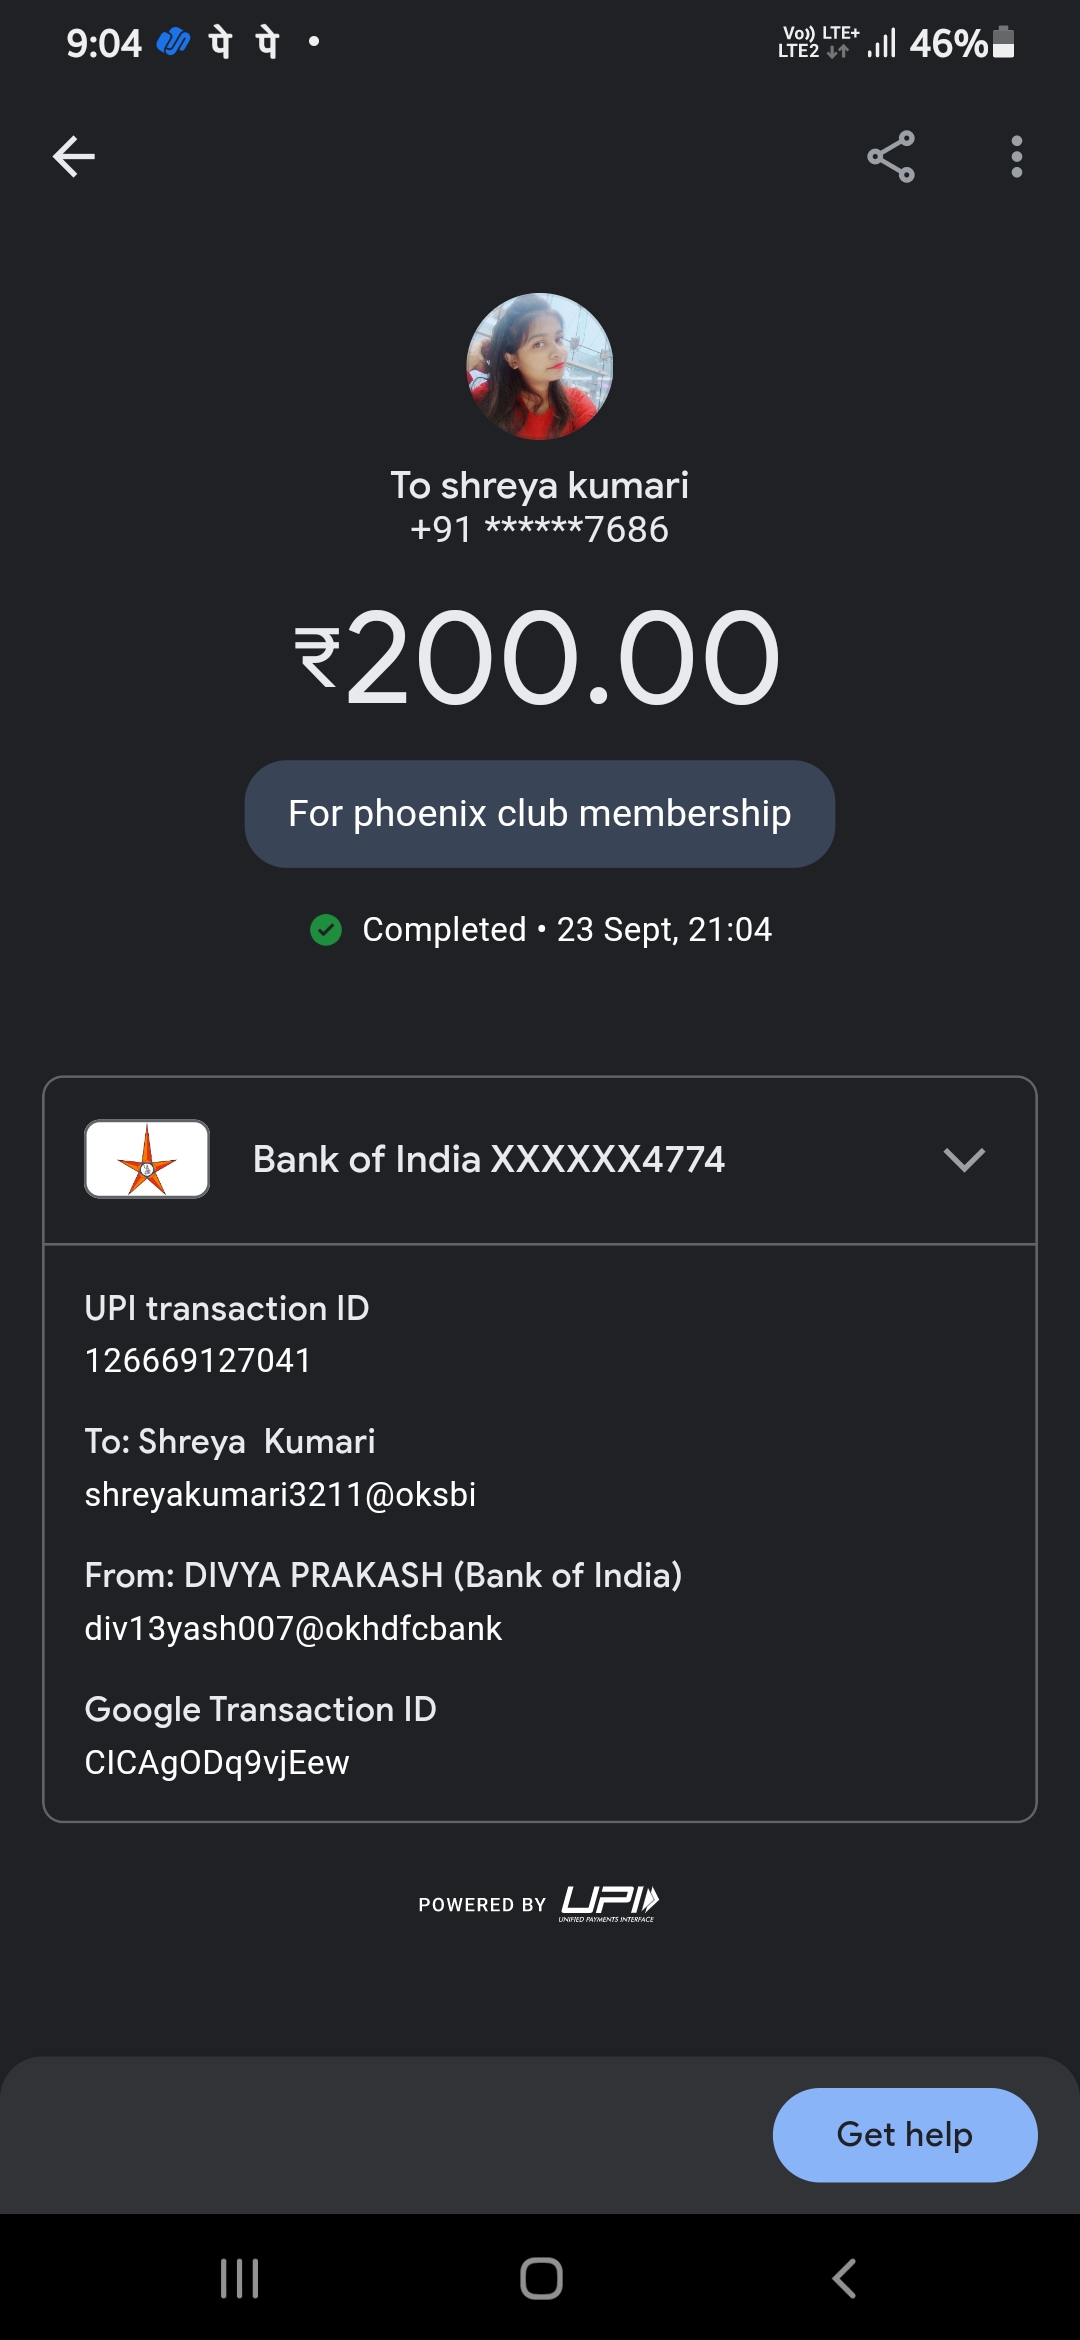 9:04 पे पे
Vo)) LTE+
LTE2
46%
To shreya kumari
+91 ******7686
₹200.00
For phoenix club membership
Completed • 23 Sept, 21:04
Bank of India XXXXXX4774
UPI transaction ID
126669127041
To: Shreya  Kumari
shreyakumari3211@oksbi
From: DIVYA PRAKASH (Bank of India)
div13yash007@okhdfcbank
Google Transaction ID
CICAgODq9vjEew
POWERED BY UPI
UNIFIED PAYMENTS INTERFACE
Get help